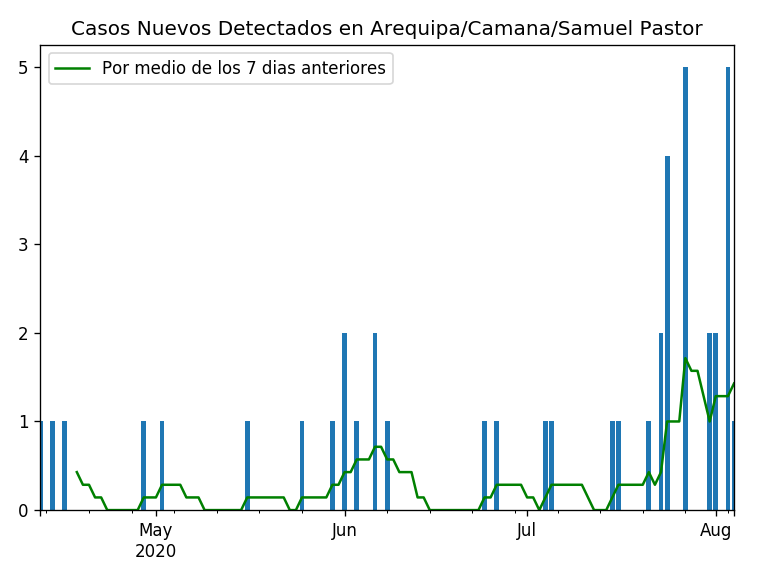 Casos Nuevos Detectados en Arequipa/Camana/Samuel Pastor
Por medio de los 7 dias anteriores
5
4
3
2
1
0
May Jun Jul Aug
2020